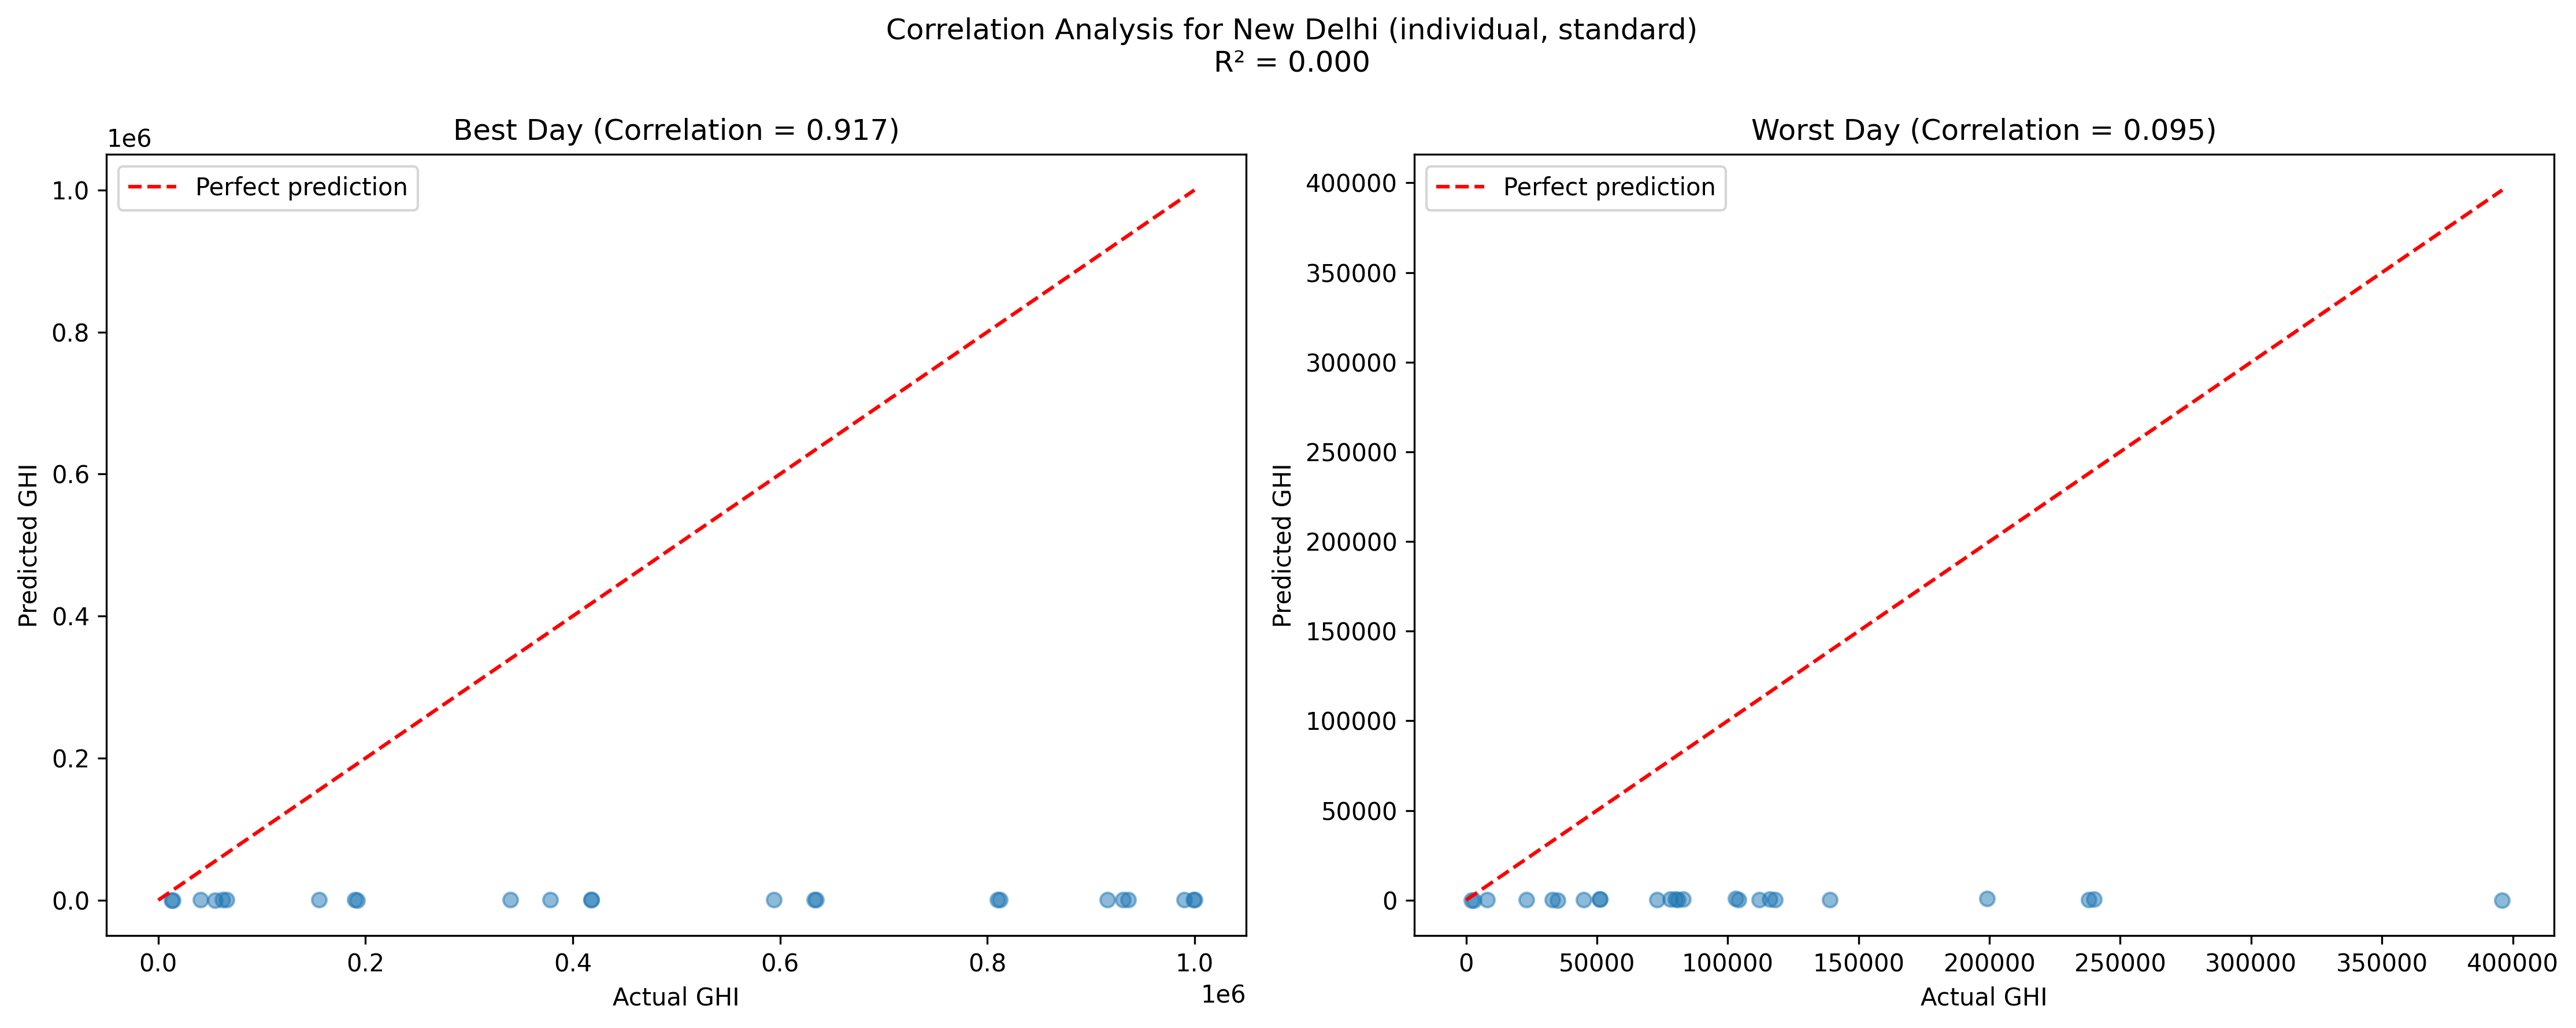 Correlation Analysis for New Delhi (individual, standard)
R² = 0.000
Best Day (Correlation = 0.917)
1e6
Perfect prediction
1.0
0.8
0.6
0.4
0.2
0.0
Predicted GHI
0.0 0.2 0.4 0.6 0.8 1.0
1e6
Actual GHI
Worst Day (Correlation = 0.095)
Perfect prediction
400000
350000
300000
250000
200000
150000
100000
50000
0
Predicted GHI
0 50000 100000 150000 200000 250000 300000 350000 400000
Actual GHI